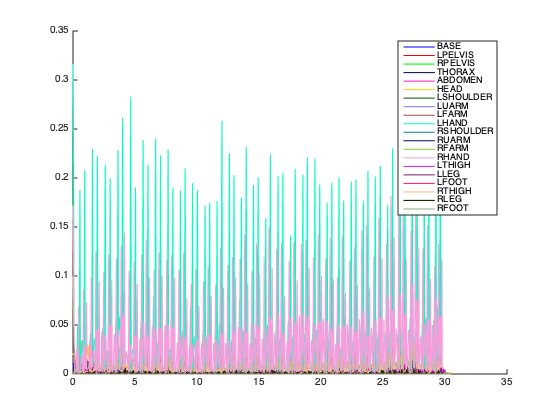 0.35
0.3
0.25
0.2
0.15
0.1
0.05
0
0 5 10 15 20 25 30 35
BASE
LPELVIS
RPELVIS
THORAX
ABDOMEN
HEAD
LSHOULDER
LUARM
LFARM
LHAND
RSHOULDER
RUARM
RFARM
RHAND
LTHIGH
LLEG
LFOOT
RTHIGH
RLEG
RFOOT